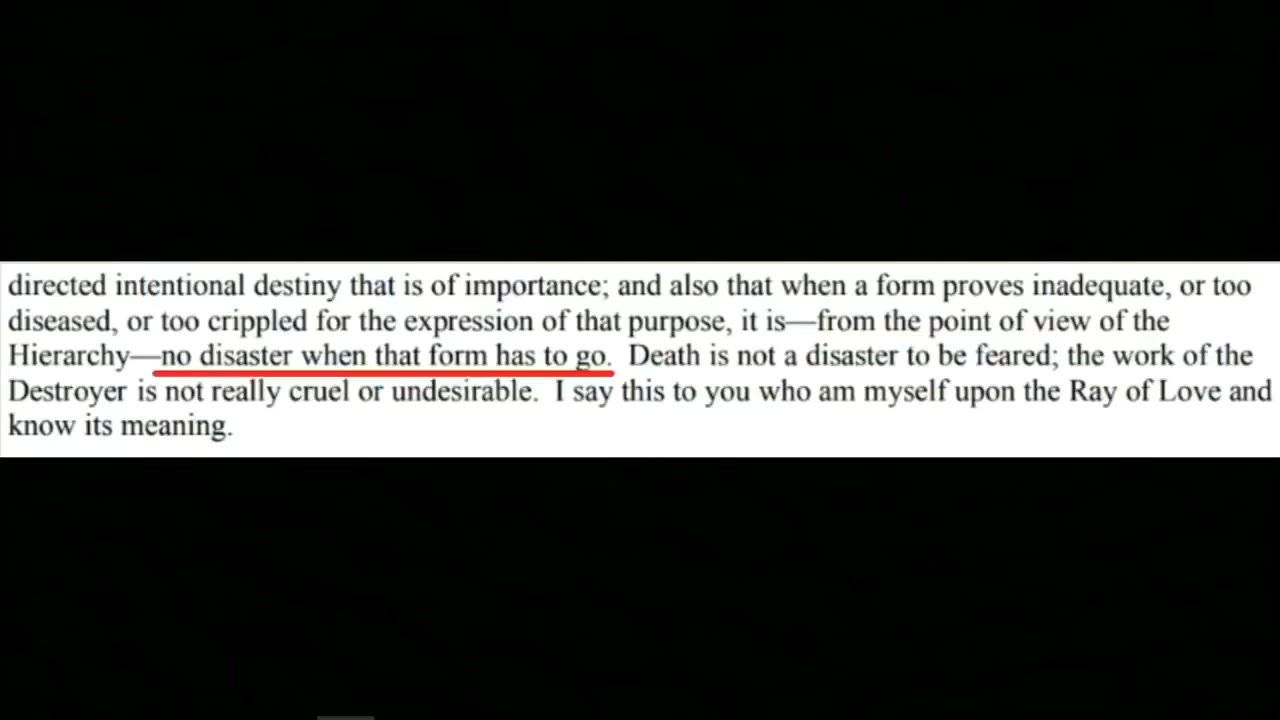 directed intentional destiny that is of importance; and also that when a form proves inadequate, or too
diseased, or too crippled for the expression of that purpose, it is—from the point of view of the
Hierarchy—no disaster when that form has to go.  Death is not a disaster to be feared; the work of the
Destroyer is not really cruel or undesirable.  I say this to you who am myself upon the Ray of Love and
know its meaning.